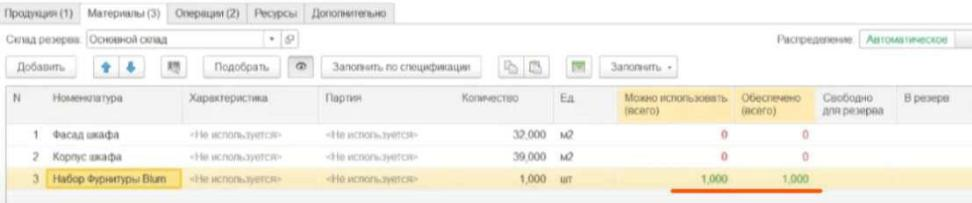 Продукция (1) Материалы (3) Операции (2) Ресурсы Дополнительно
Склад резерва: Основной склад Распределение: Автоматическое
Добавить Подобрать Заполнить по спецификации Заполнить
N Номенклатура Характеристика Партия Количество Ед. Можно использовать (всего) Обеспечено (всего) Свободно для резерва В резерв
1 Фасад шкафа <Не используется> <Не используется> 32,000 м2 0 0
2 Корпус шкафа <Не используется> <Не используется> 39,000 м2 0 0
3 Набор Фурнитуры Blum <Не используется> <Не используется> 1,000 шт 1,000 1,000